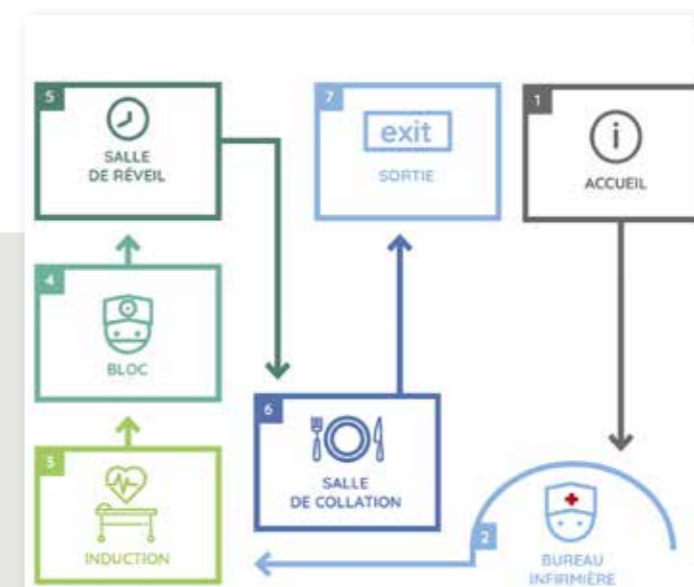 1
i
ACCUEIL
2
BUREAU
INFIRMIÈRE
3
INDUCTION
4
BLOC
5
SALLE
DE RÉVEIL
6
SALLE
DE COLLATION
7
exit
SORTIE